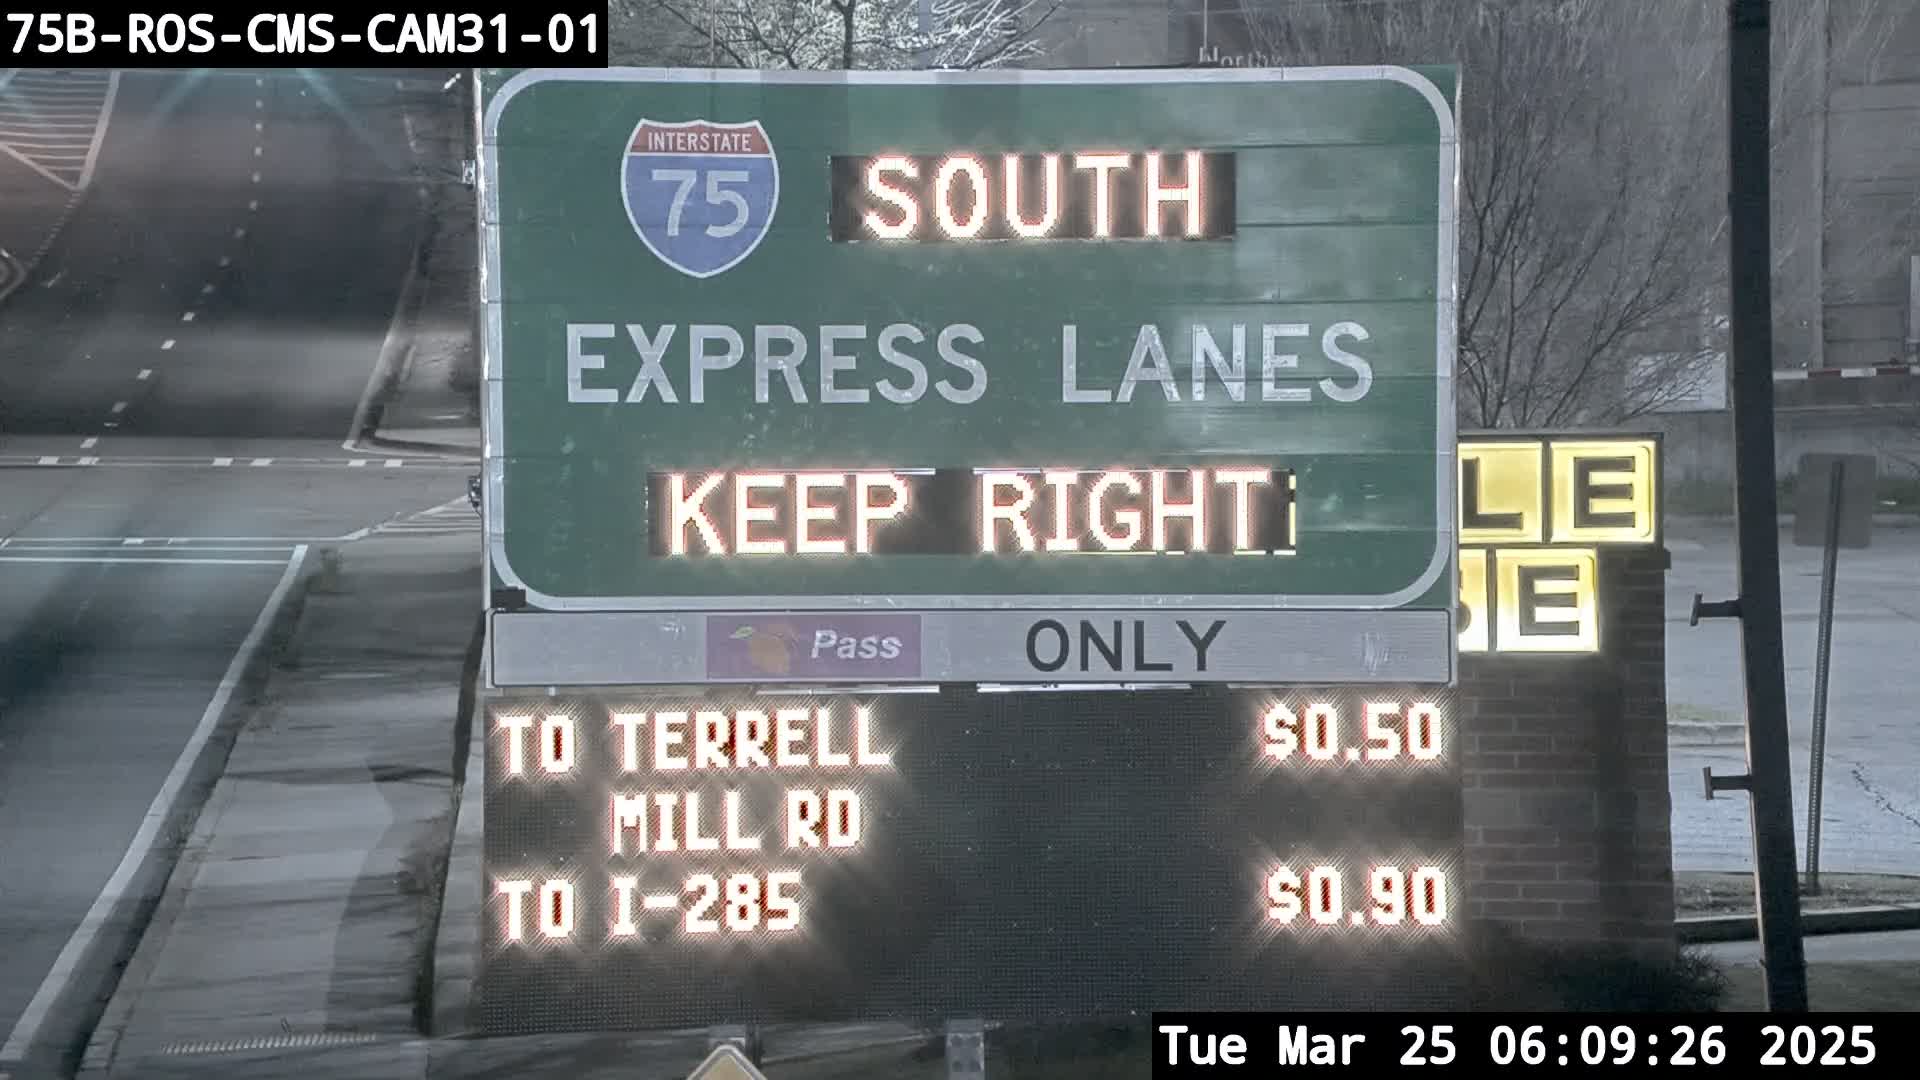 75B-ROS-CMS-CAM31-01
INTERSTATE
75
SOUTH
EXPRESS LANES
KEEP RIGHT
Pass ONLY
TO TERRELL $0.50
MILL RD
TO I-285 $0.90
LE
E
Tue Mar 25 06:09:26 2025